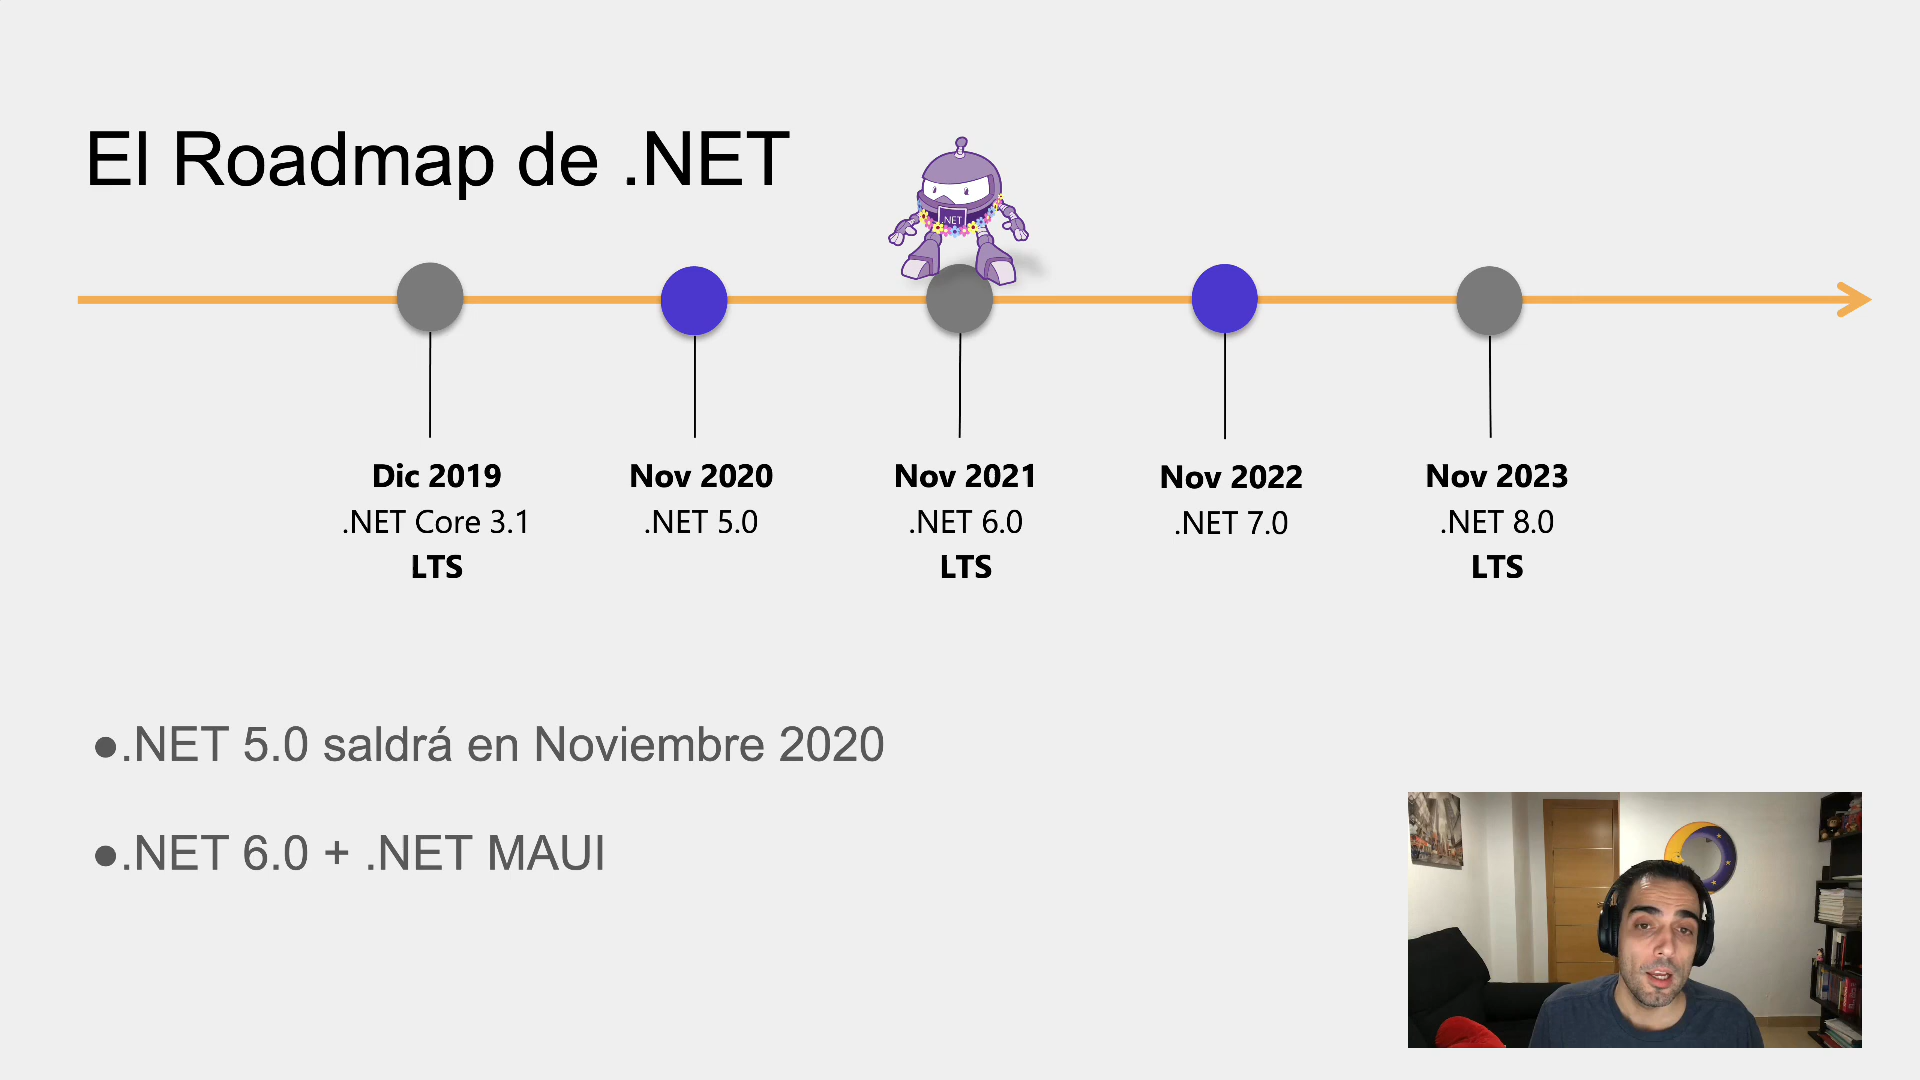 El Roadmap de .NET
.NET
Dic 2019
.NET Core 3.1
LTS
Nov 2020
.NET 5.0
Nov 2021
.NET 6.0
LTS
Nov 2022
.NET 7.0
Nov 2023
.NET 8.0
LTS
●.NET 5.0 saldrá en Noviembre 2020
●.NET 6.0 + .NET MAUI